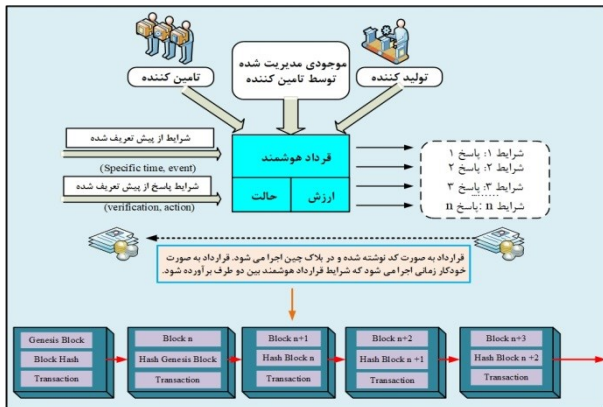 تامین کننده
موجودی مدیریت شده
توسط تامین کننده
تولید کننده
شرایط از پیش تعریف شده
(Specific time, event)
شرایط پاسخ از پیش تعریف شده
(verification, action)
قرداد هوشمند
حالت
ارزش
شرایط ۱: پاسخ ۱
شرایط ۲: پاسخ ۲
شرایط ۳: پاسخ ۳
........
شرایط n: پاسخ n
قرارداد به صورت کد نوشته شده و در بلاک چین اجرا می شود. قرارداد به صورت
خودکار زمانی اجرا می شود که شرایط قرارداد هوشمند بین دو طرف برآورده شود.
Genesis Block
Block Hash
Transaction
Block n
Hash Genesis Block
Transaction
Block n+1
Hash Block n
Transaction
Block n+2
Hash Block n +1
Transaction
Block n+3
Hash Block n +2
Transaction